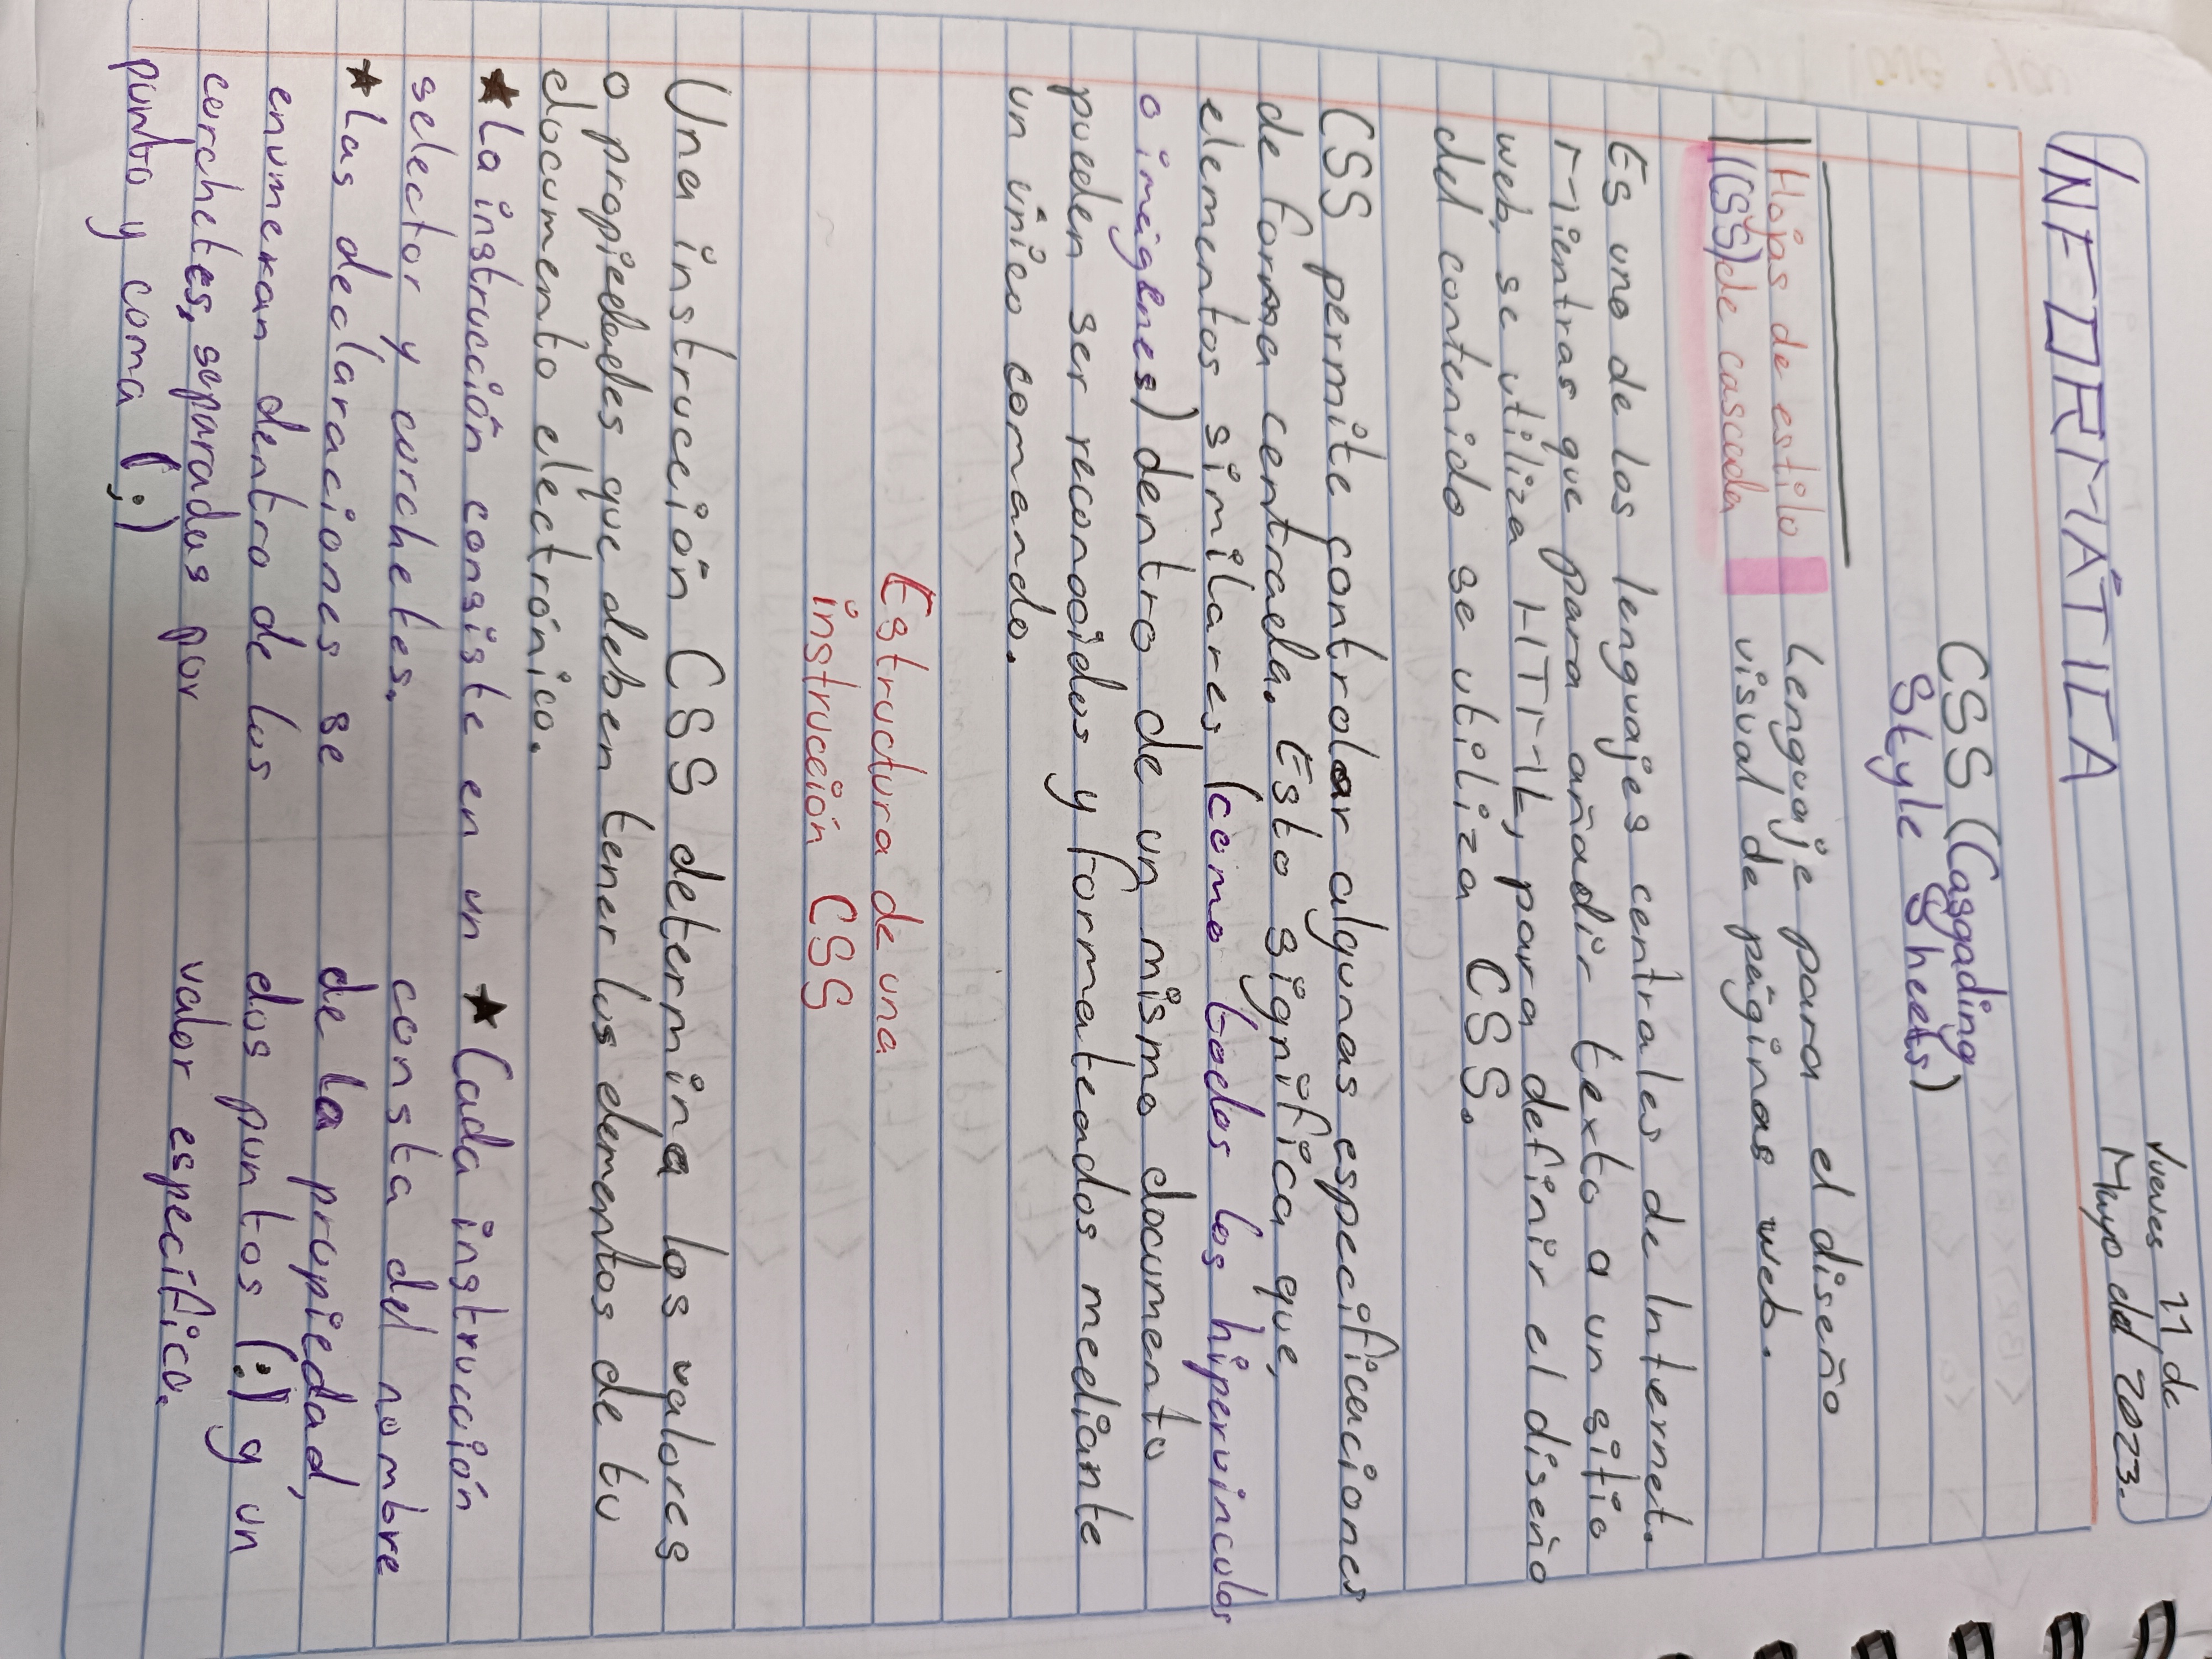 INFORMÁTICA
Jueves 11 de
Mayo del 2023.
CSS (Casgading
Style Sheets)
Hojas de estilo
(CSS) de cascada
Lenguaje para el diseño
visual de páginas web.
Es uno de los lenguajes centrales de Internet.
Mientras que para añadir texto a un sitio
web, se utiliza HTML, para definir el diseño
del contenido se utiliza CSS.
CSS permite controlar algunas especificaciones
de forma centrada. Esto significa que,
elementos similares (como todos los hipervínculos
o imágenes) dentro de un mismo documento
pueden ser reconocidos y formateados mediante
un único comando.
Estructura de una
instrucción CSS
Una instrucción CSS determina los valores
o propiedades que deben tener los elementos de tu
documento electrónico.
★ La instrucción consiste en un
selector y corchetes.
★ Las declaraciones se
enumeran dentro de los
corchetes, separadas por
punto y coma (;)
★ Cada instrucción
consta del nombre
de la propiedad,
dos puntos (:) y un
valor específico.